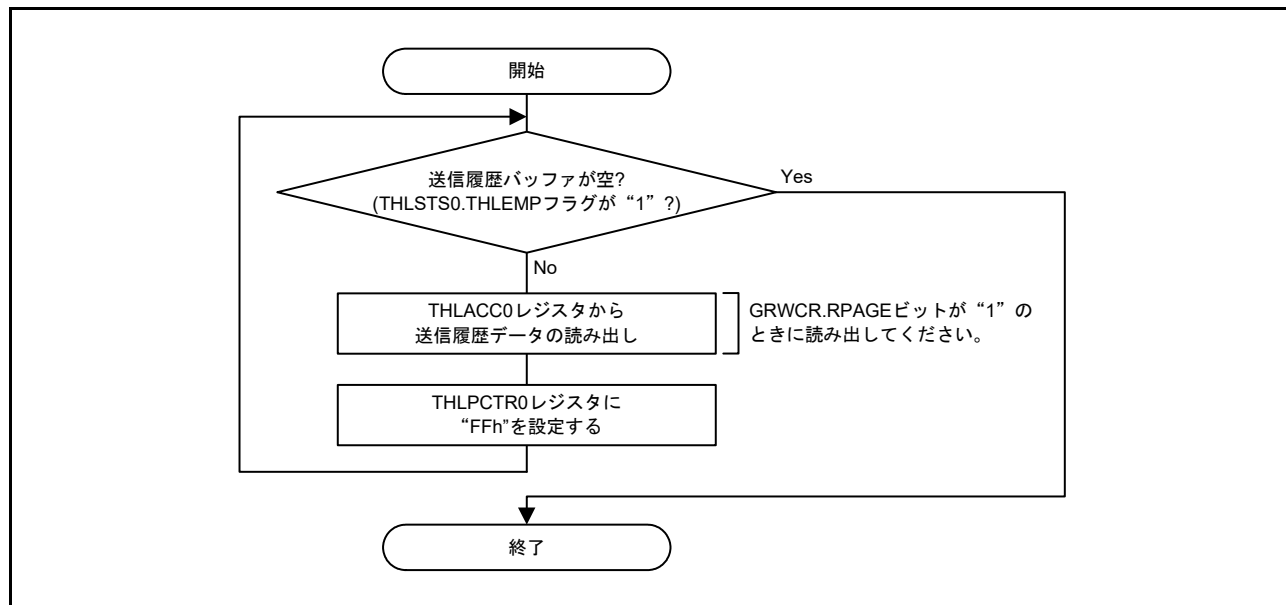 開始
送信履歴バッファが空?
(THLSTS0.THLEMPフラグが“1”?)
Yes
No
THLACC0レジスタから
送信履歴データの読み出し
GRWCR.RPAGEビットが“1”の
ときに読み出してください。
THLPCTR0レジスタに
“FFh”を設定する
終了